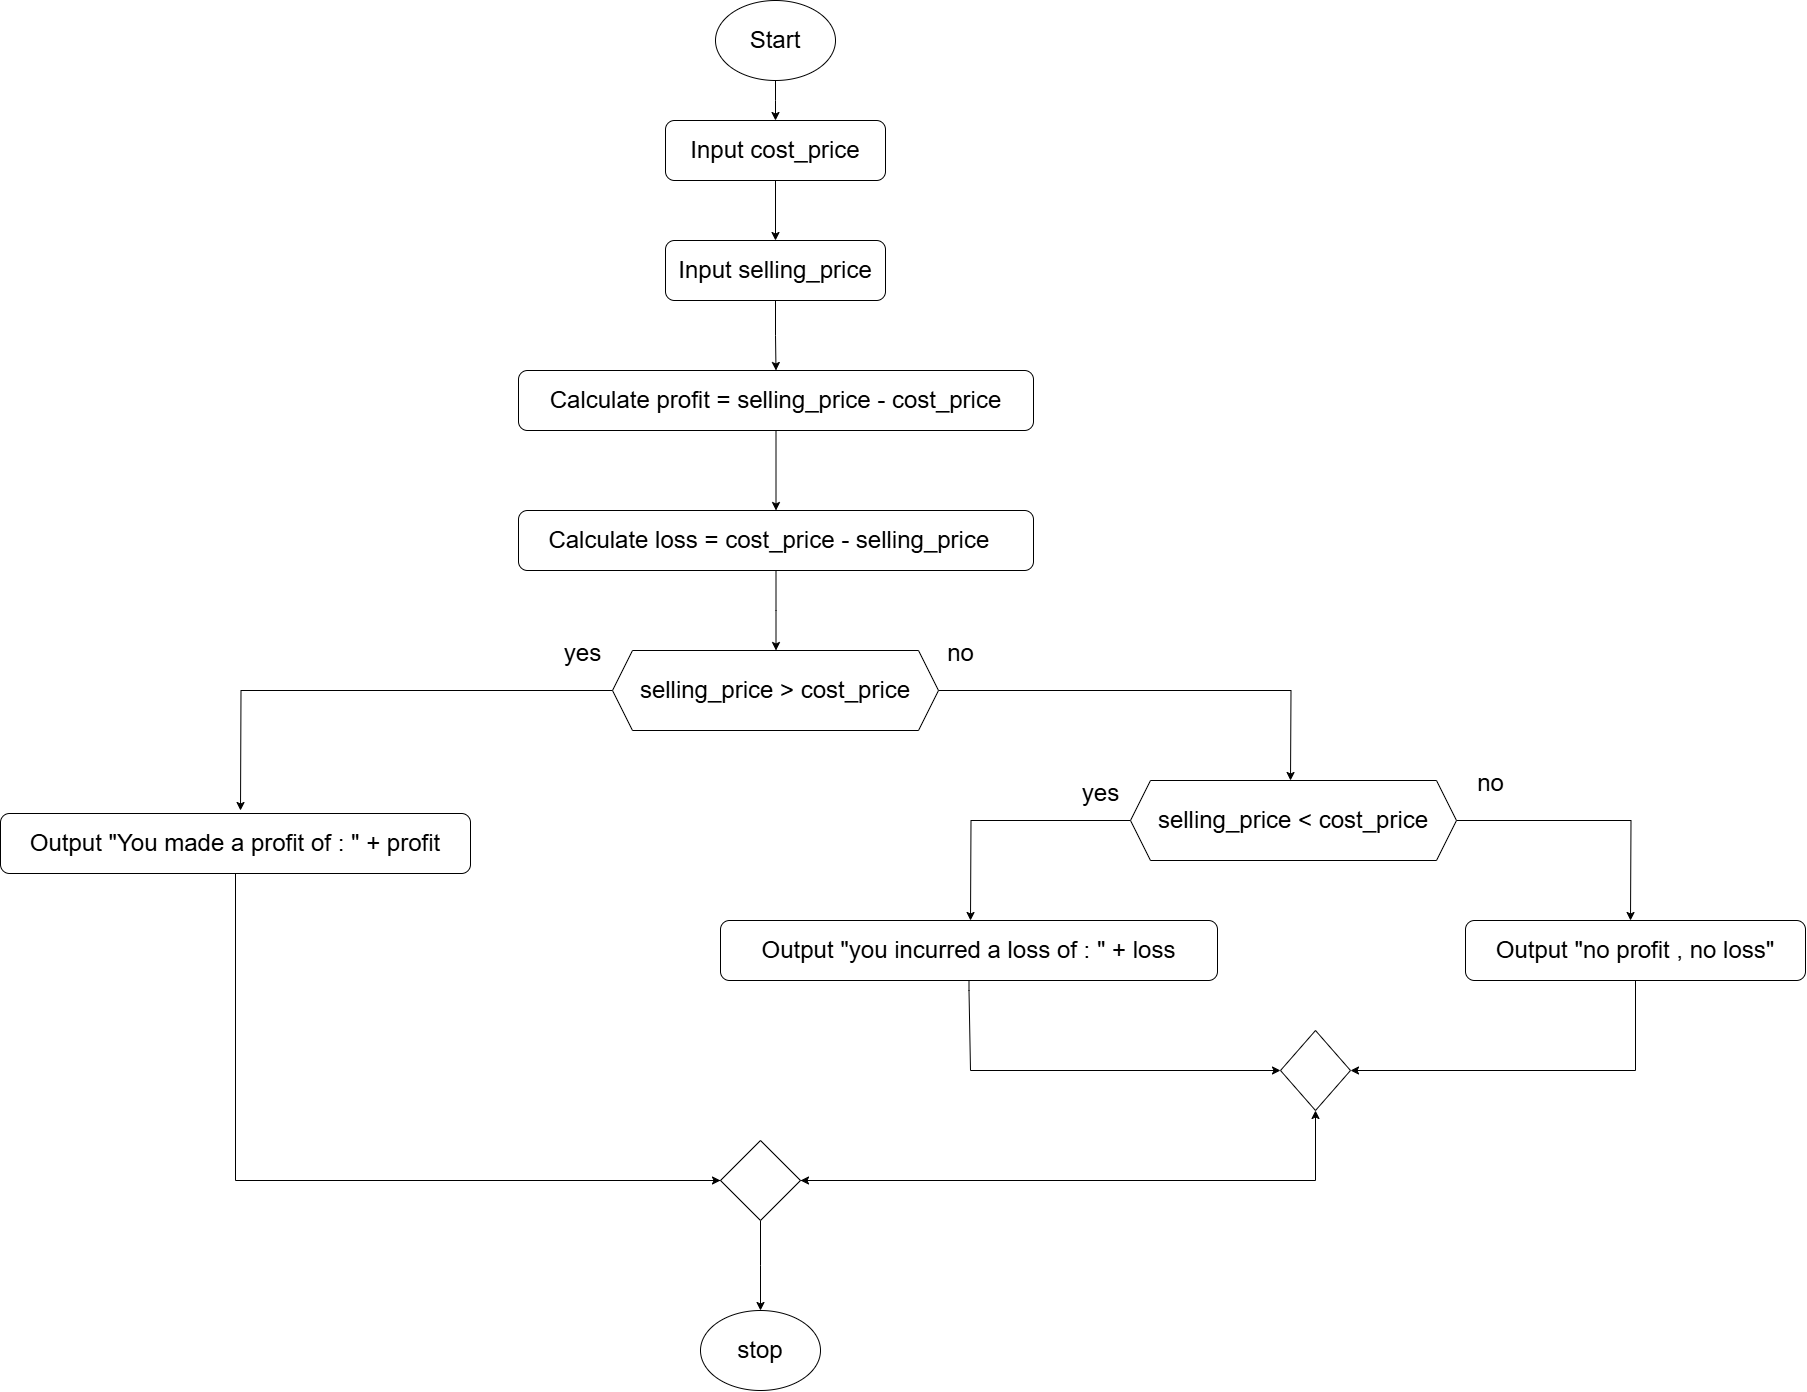 Start
Input cost_price
Input selling_price
Calculate profit = selling_price - cost_price
Calculate loss = cost_price - selling_price
yes
no
selling_price > cost_price
yes
no
selling_price < cost_price
Output "You made a profit of : " + profit
Output "you incurred a loss of : " + loss
Output "no profit , no loss"
stop